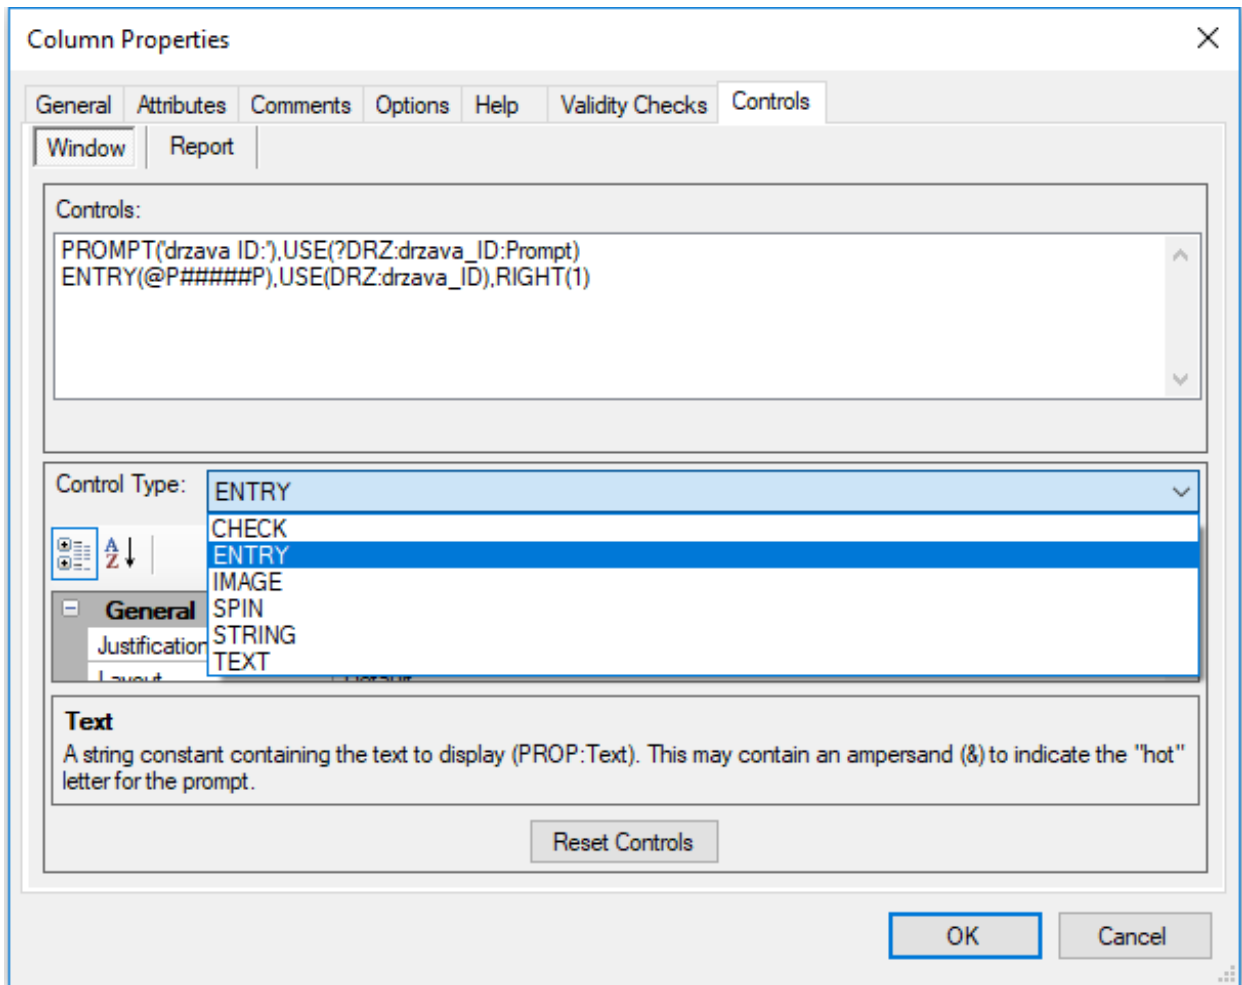 Column Properties
General Attributes Comments Options Help Validity Checks Controls
Window Report
Controls:
PROMPT('drzava ID:'),USE(?DRZ:drzava_ID:Prompt)
ENTRY(@P#####P),USE(DRZ:drzava_ID),RIGHT(1)
Control Type: ENTRY
CHECK
ENTRY
IMAGE
SPIN
STRING
TEXT
A Z
General
Justification
Layout Default
Text
A string constant containing the text to display (PROP:Text). This may contain an ampersand (&) to indicate the "hot"
letter for the prompt.
Reset Controls
OK Cancel